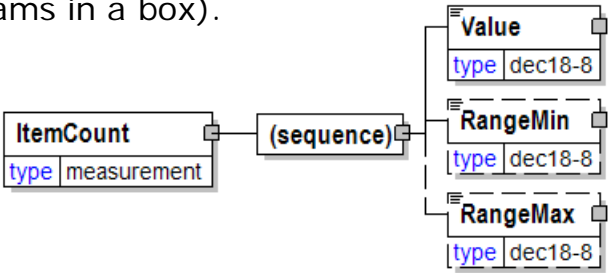 ams in a box).
Value
type dec18-8
ItemCount
type measurement
(sequence)
RangeMin
type dec18-8
RangeMax
type dec18-8